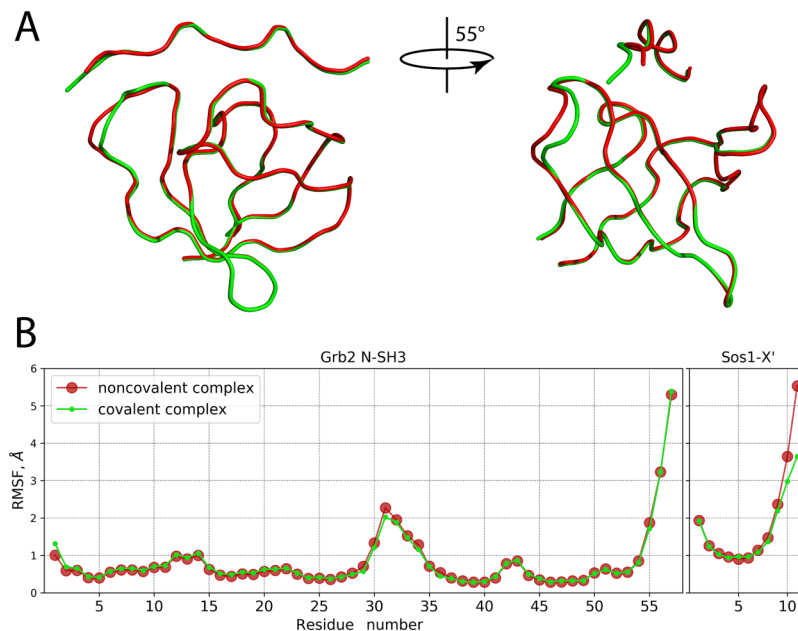 A
55°
B
Grb2 N-SH3
Sos1-X'
noncovalent complex
covalent complex
RMSF, Å
6
5
4
3
2
1
0
5 10 15 20 25 30 35 40 45 50 55
5 10
Residue number